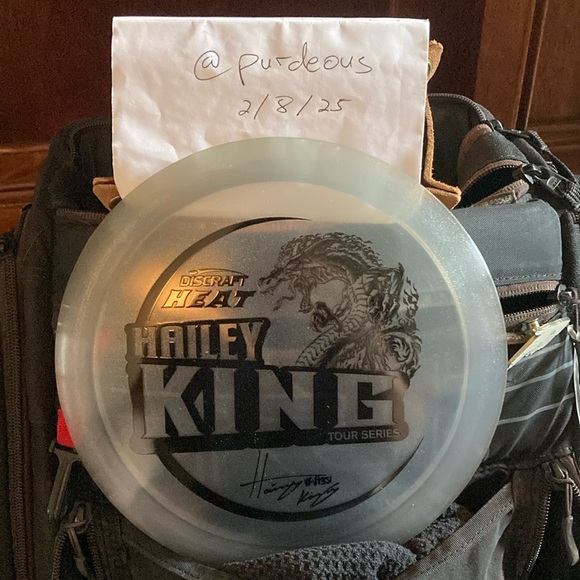 @purdeous
2/8/25
DISCRAFT
HEAT
HAILEY
KING
TOUR SERIES